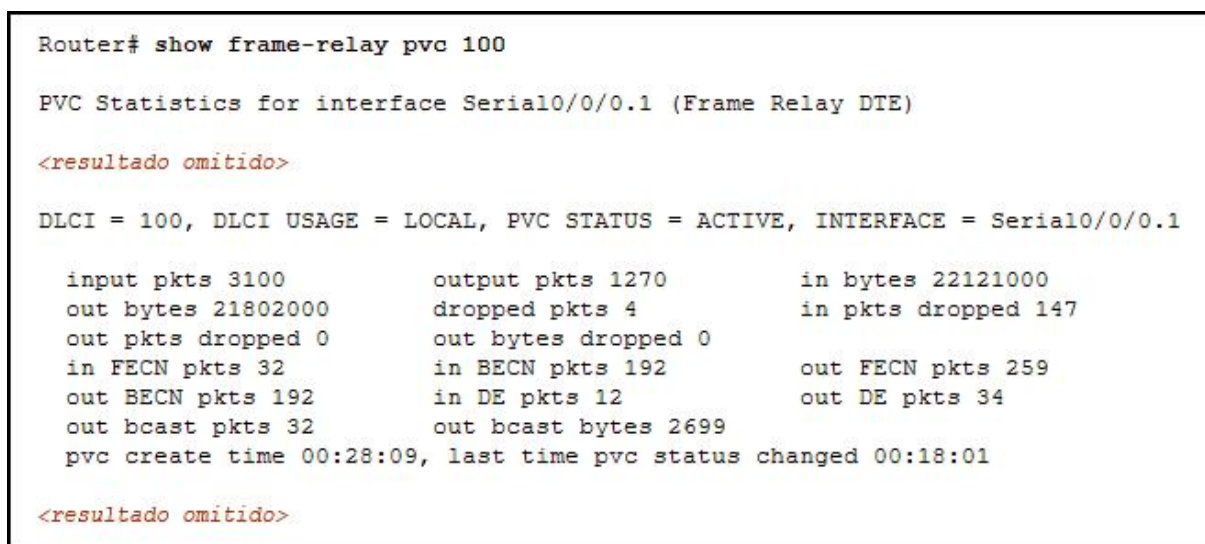 Router# show frame-relay pvc 100
PVC Statistics for interface Serial0/0/0.1 (Frame Relay DTE)
<resultado omitido>
DLCI = 100, DLCI USAGE = LOCAL, PVC STATUS = ACTIVE, INTERFACE = Serial0/0/0.1
input pkts 3100 output pkts 1270 in bytes 22121000
out bytes 21802000 dropped pkts 4 in pkts dropped 147
out pkts dropped 0 out bytes dropped 0
in FECN pkts 32 in BECN pkts 192 out FECN pkts 259
out BECN pkts 192 in DE pkts 12 out DE pkts 34
out bcast pkts 32 out bcast bytes 2699
pvc create time 00:28:09, last time pvc status changed 00:18:01
<resultado omitido>